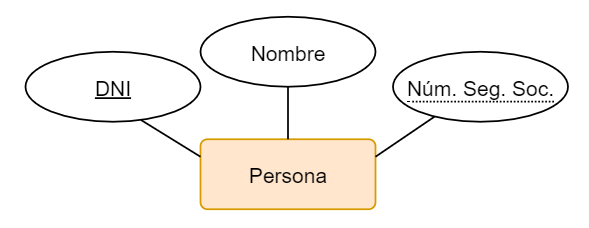 Nombre
DNI
Núm. Seg. Soc.
Persona